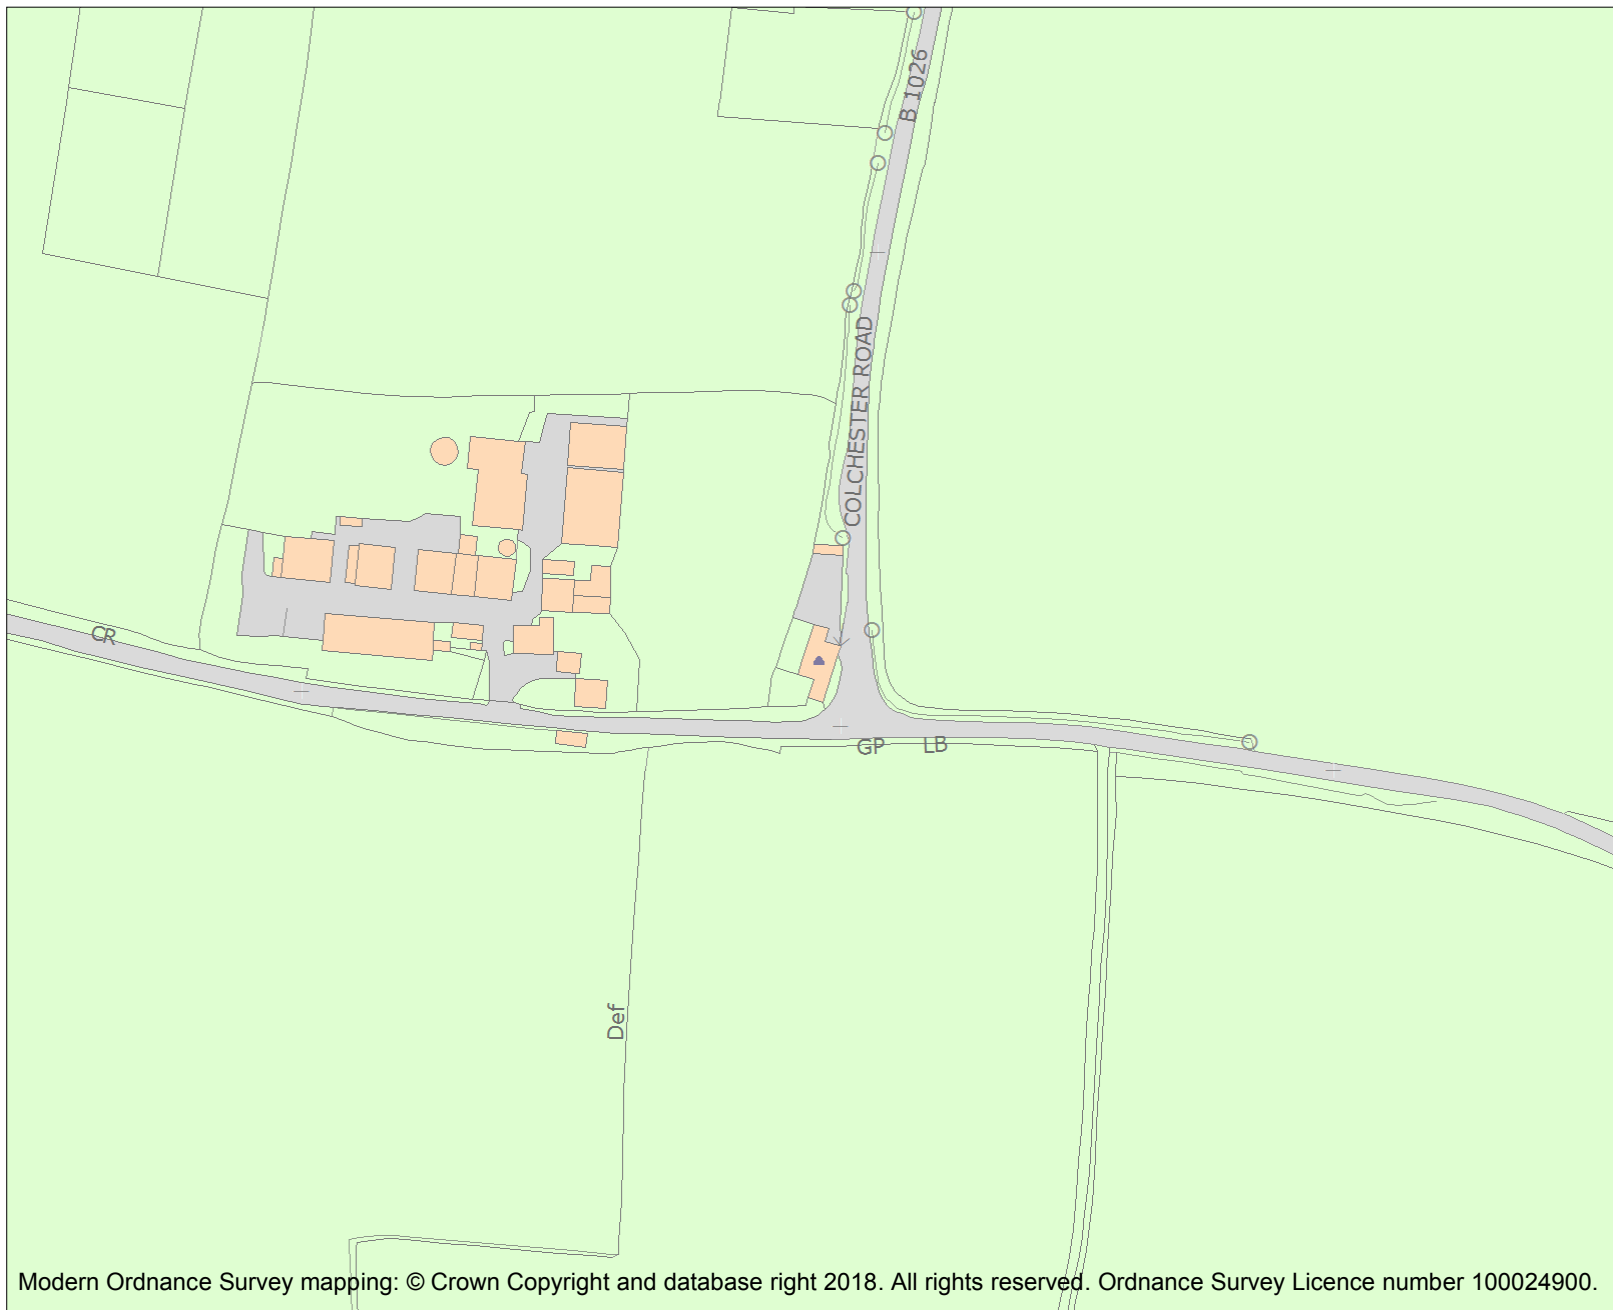 B 1026
COLCHESTER ROAD
CR
GP
LB
Def
Modern Ordnance Survey mapping: © Crown Copyright and database right 2018. All rights reserved. Ordnance Survey Licence number 100024900.